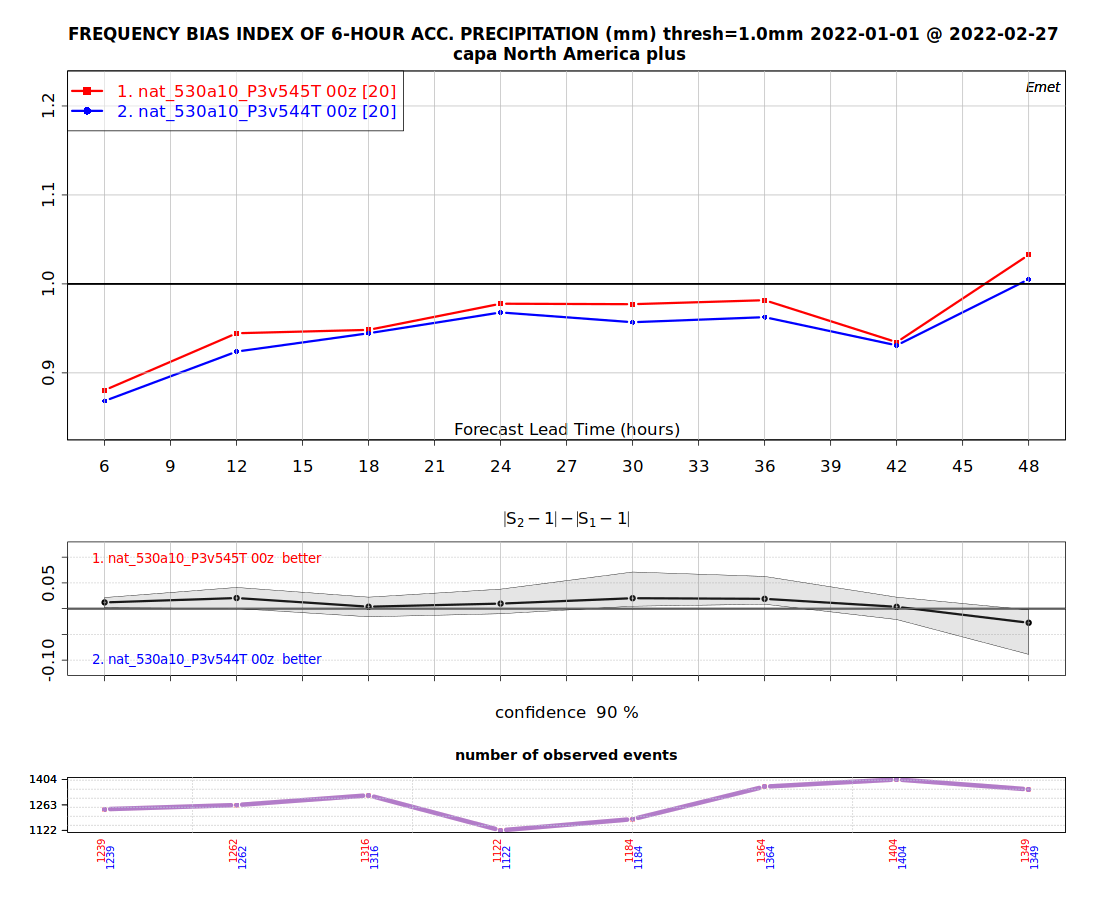 FREQUENCY BIAS INDEX OF 6-HOUR ACC. PRECIPITATION (mm) thresh=1.0mm 2022-01-01 @ 2022-02-27
capa North America plus
Emet
1. nat_530a10_P3v545T 00z [20]
2. nat_530a10_P3v544T 00z [20]
1.2
1.1
1.0
0.9
Forecast Lead Time (hours)
6 9 12 15 18 21 24 27 30 33 36 39 42 45 48
|S2 − 1| − |S1 − 1|
1. nat_530a10_P3v545T 00z better
0.05
-0.10
2. nat_530a10_P3v544T 00z better
confidence 90 %
number of observed events
1404
1263
1122
1239 1262 1316 1122 1184 1364 1404 1349
1239 1262 1316 1122 1184 1364 1404 1349